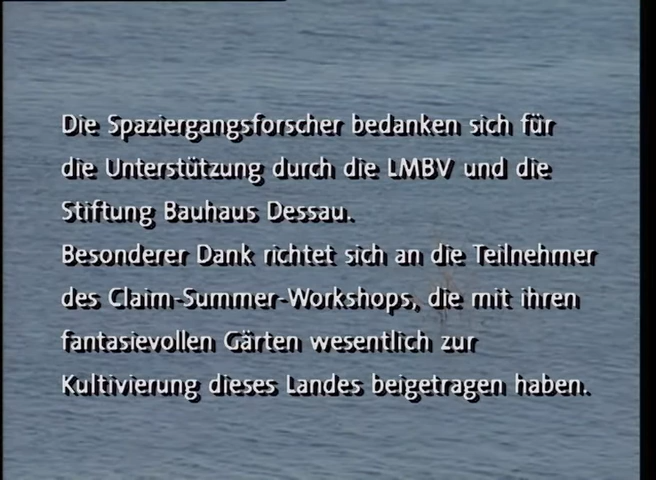 Die Spaziergangsforscher bedanken sich für
die Unterstützung durch die LMBV und die
Stiftung Bauhaus Dessau.
Besonderer Dank richtet sich an die Teilnehmer
des Claim-Summer-Workshops, die mit ihren
fantasievollen Gärten wesentlich zur
Kultivierung dieses Landes beigetragen haben.